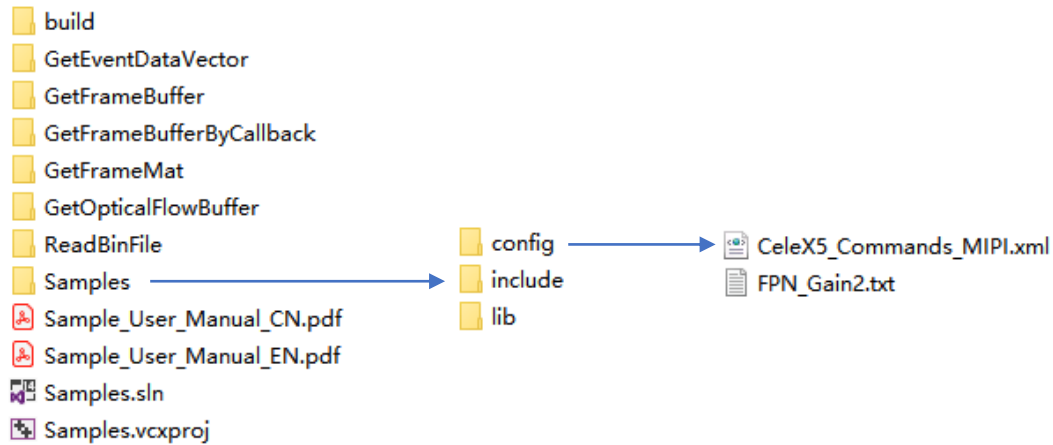 build
GetEventDataVector
GetFrameBuffer
GetFrameBufferByCallback
GetFrameMat
GetOpticalFlowBuffer
ReadBinFile
Samples
Sample_User_Manual_CN.pdf
Sample_User_Manual_EN.pdf
Samples.sln
Samples.vcxproj
config
include
lib
CeleX5_Commands_MIPI.xml
FPN_Gain2.txt